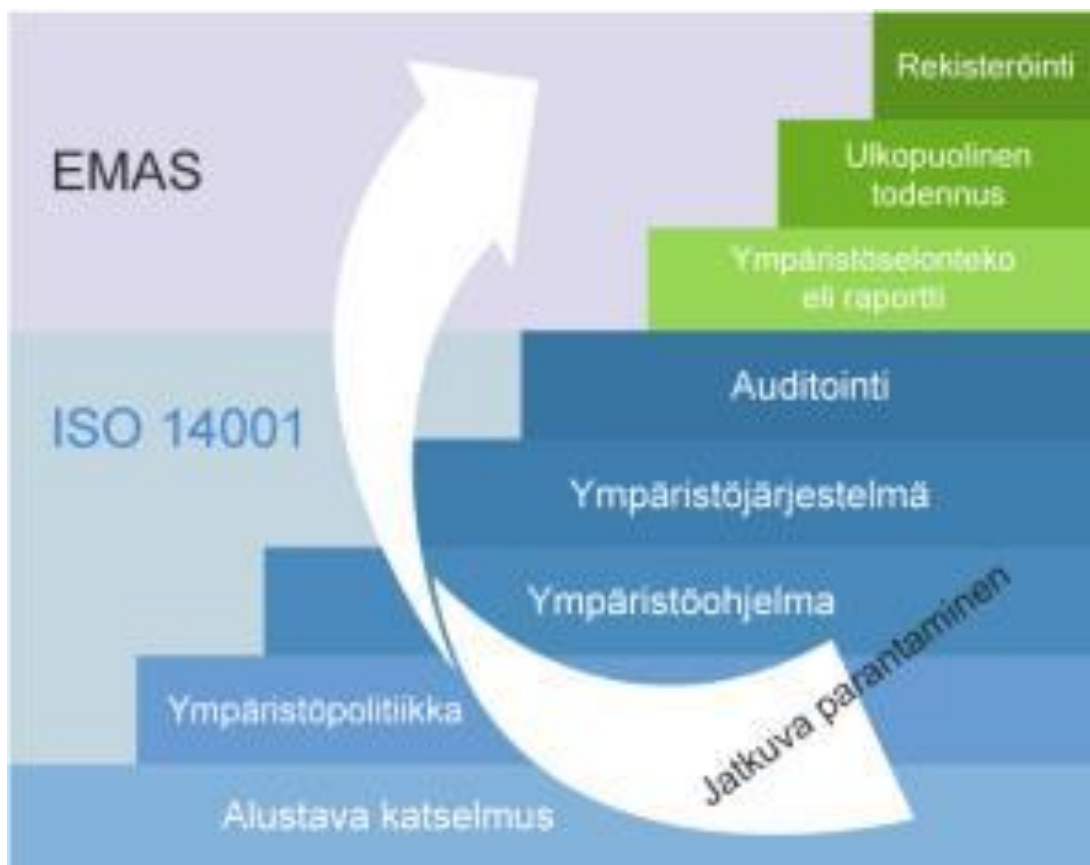 Rekisteröinti
EMAS
Ulkopuolinen
todennus
Ympäristöselonteko
eli raportti
Auditointi
ISO 14001
Ympäristöjärjestelmä
Ympäristöohjelma
Ympäristöpolitiikka
Jatkuva parantaminen
Alustava katselmus